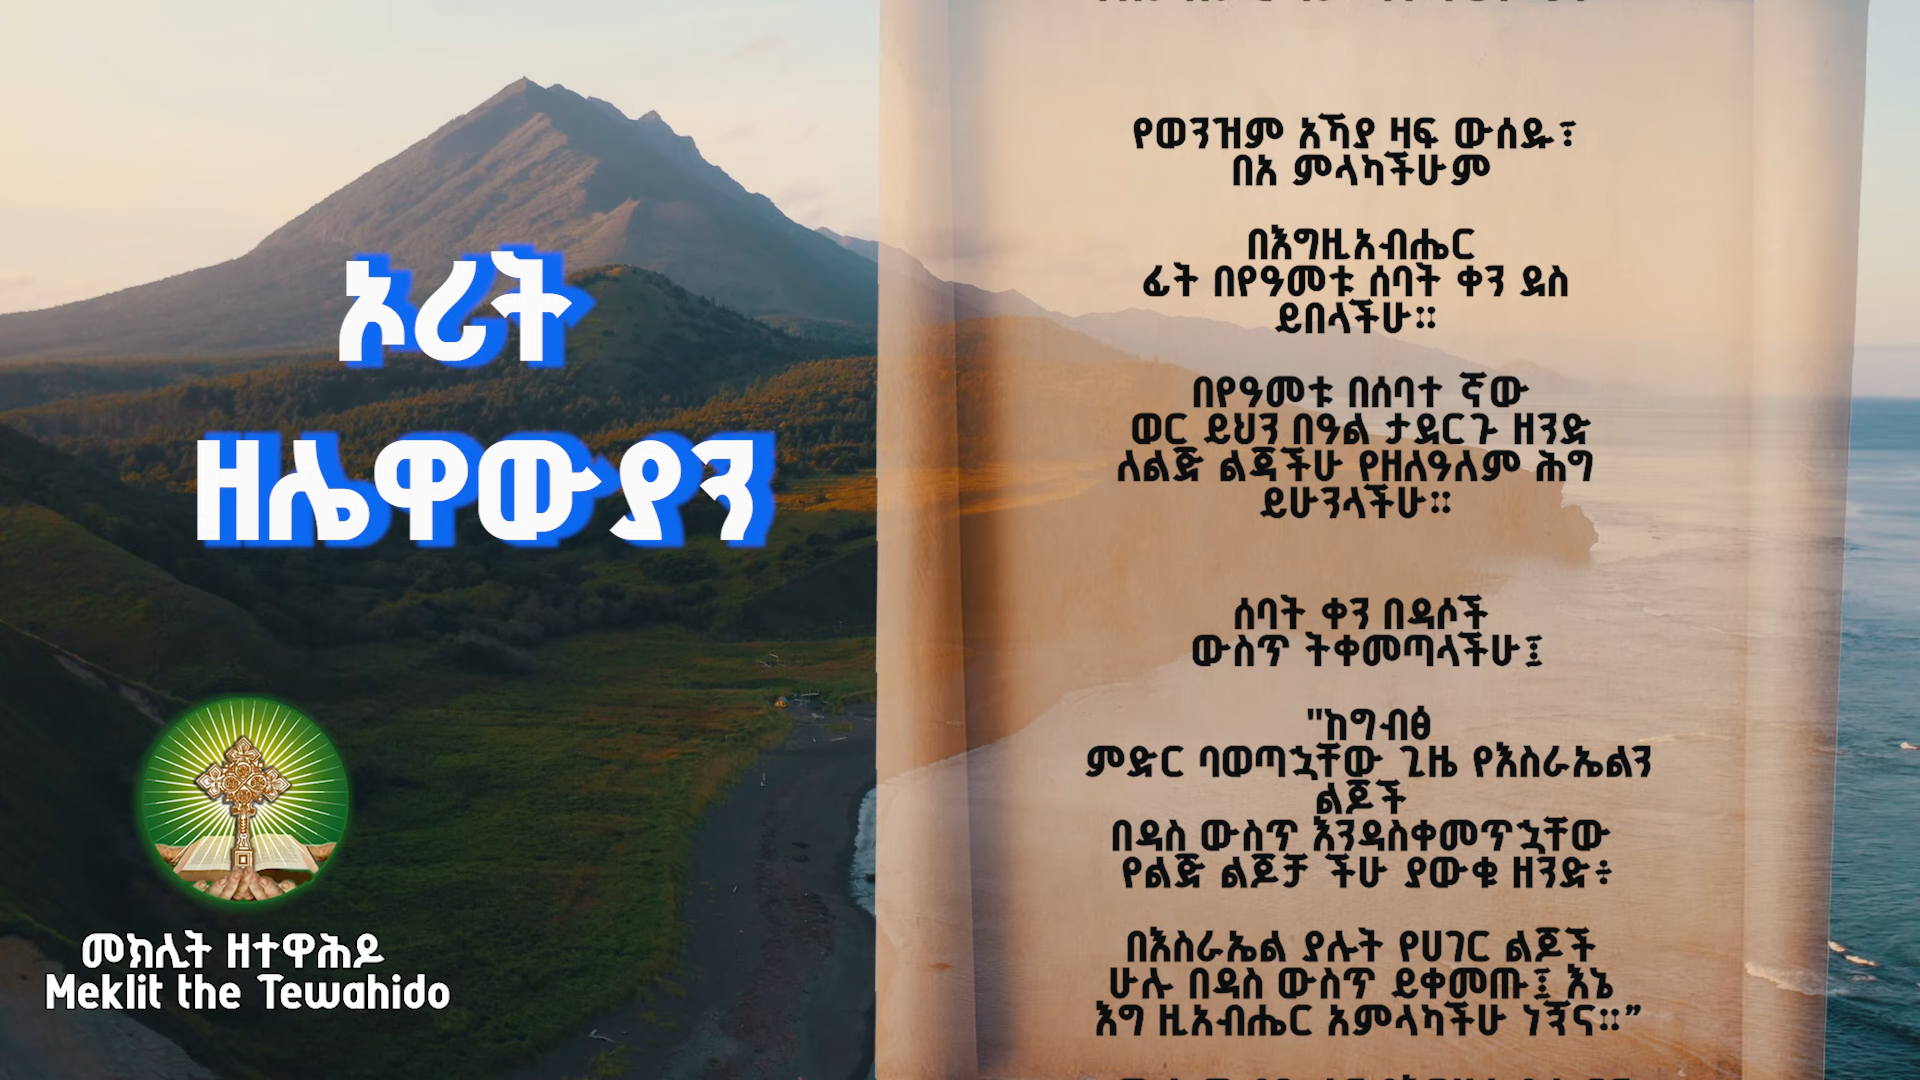 ኦሪት
ዘሌዋውያን
መክሊት ዘተዋሕዶ
Meklit the Tewahido
የወንዝም አኻያ ዛፍ ውሰዱ፣
በአ ምላካችሁም
በእግዚአብሔር
ፊት በየዓመቱ ሰባት ቀን ደስ
ይበላችሁ።
በየዓመቱ በሰባተ ኛው
ወር ይህን በዓል ታደርጉ ዘንድ
ለልጅ ልጃችሁ የዘለዓለም ሕግ
ይሁንላችሁ።
ሰባት ቀን በዳሶች
ውስጥ ትቀመጣላችሁ፤
"ከግብፅ
ምድር ባወጣኋቸው ጊዜ የእስራኤልን
ልጆች
በዳስ ውስጥ እንዳስቀመጥኋቸው
የልጅ ልጆቻ ችሁ ያውቁ ዘንድ፥
በእስራኤል ያሉት የሀገር ልጆች
ሁሉ በዳስ ውስጥ ይቀመጡ፤ እኔ
እግ ዚአብሔር አምላካችሁ ነኝና።”